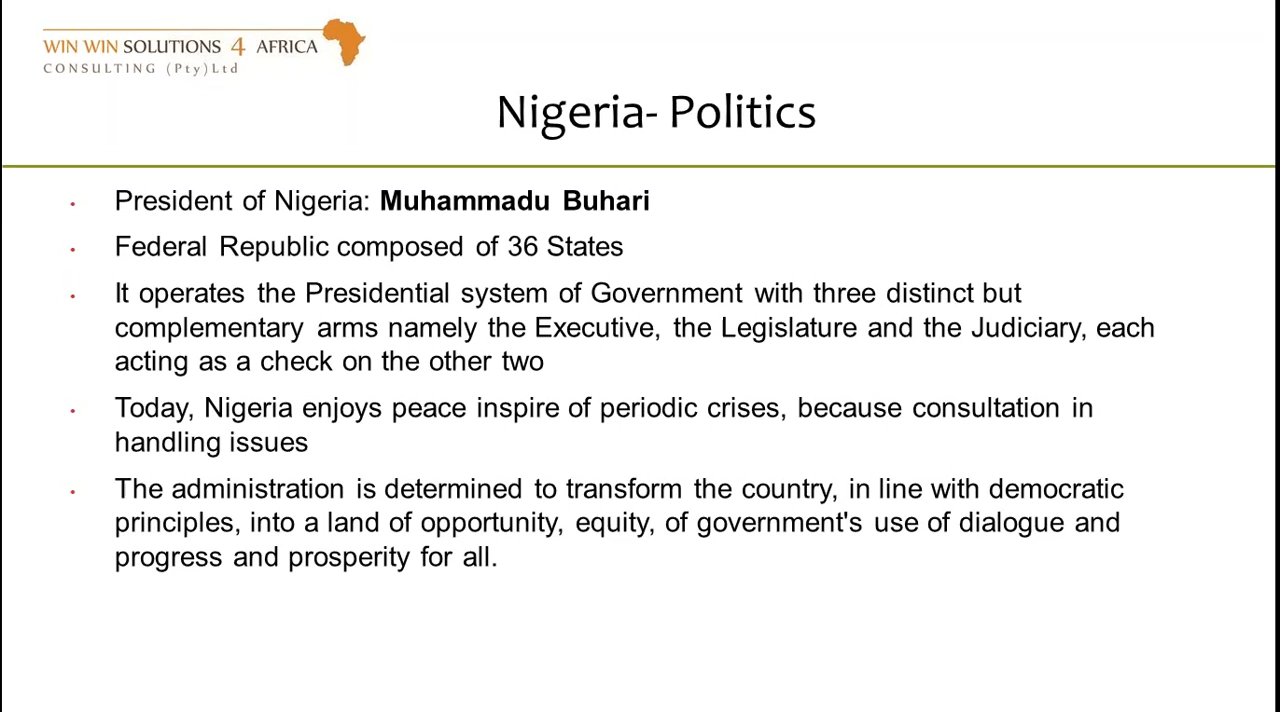 WIN WIN SOLUTIONS 4 AFRICA
CONSULTING (Pty)Ltd
Nigeria- Politics
• President of Nigeria: Muhammadu Buhari
• Federal Republic composed of 36 States
• It operates the Presidential system of Government with three distinct but
complementary arms namely the Executive, the Legislature and the Judiciary, each
acting as a check on the other two
• Today, Nigeria enjoys peace inspire of periodic crises, because consultation in
handling issues
• The administration is determined to transform the country, in line with democratic
principles, into a land of opportunity, equity, of government's use of dialogue and
progress and prosperity for all.